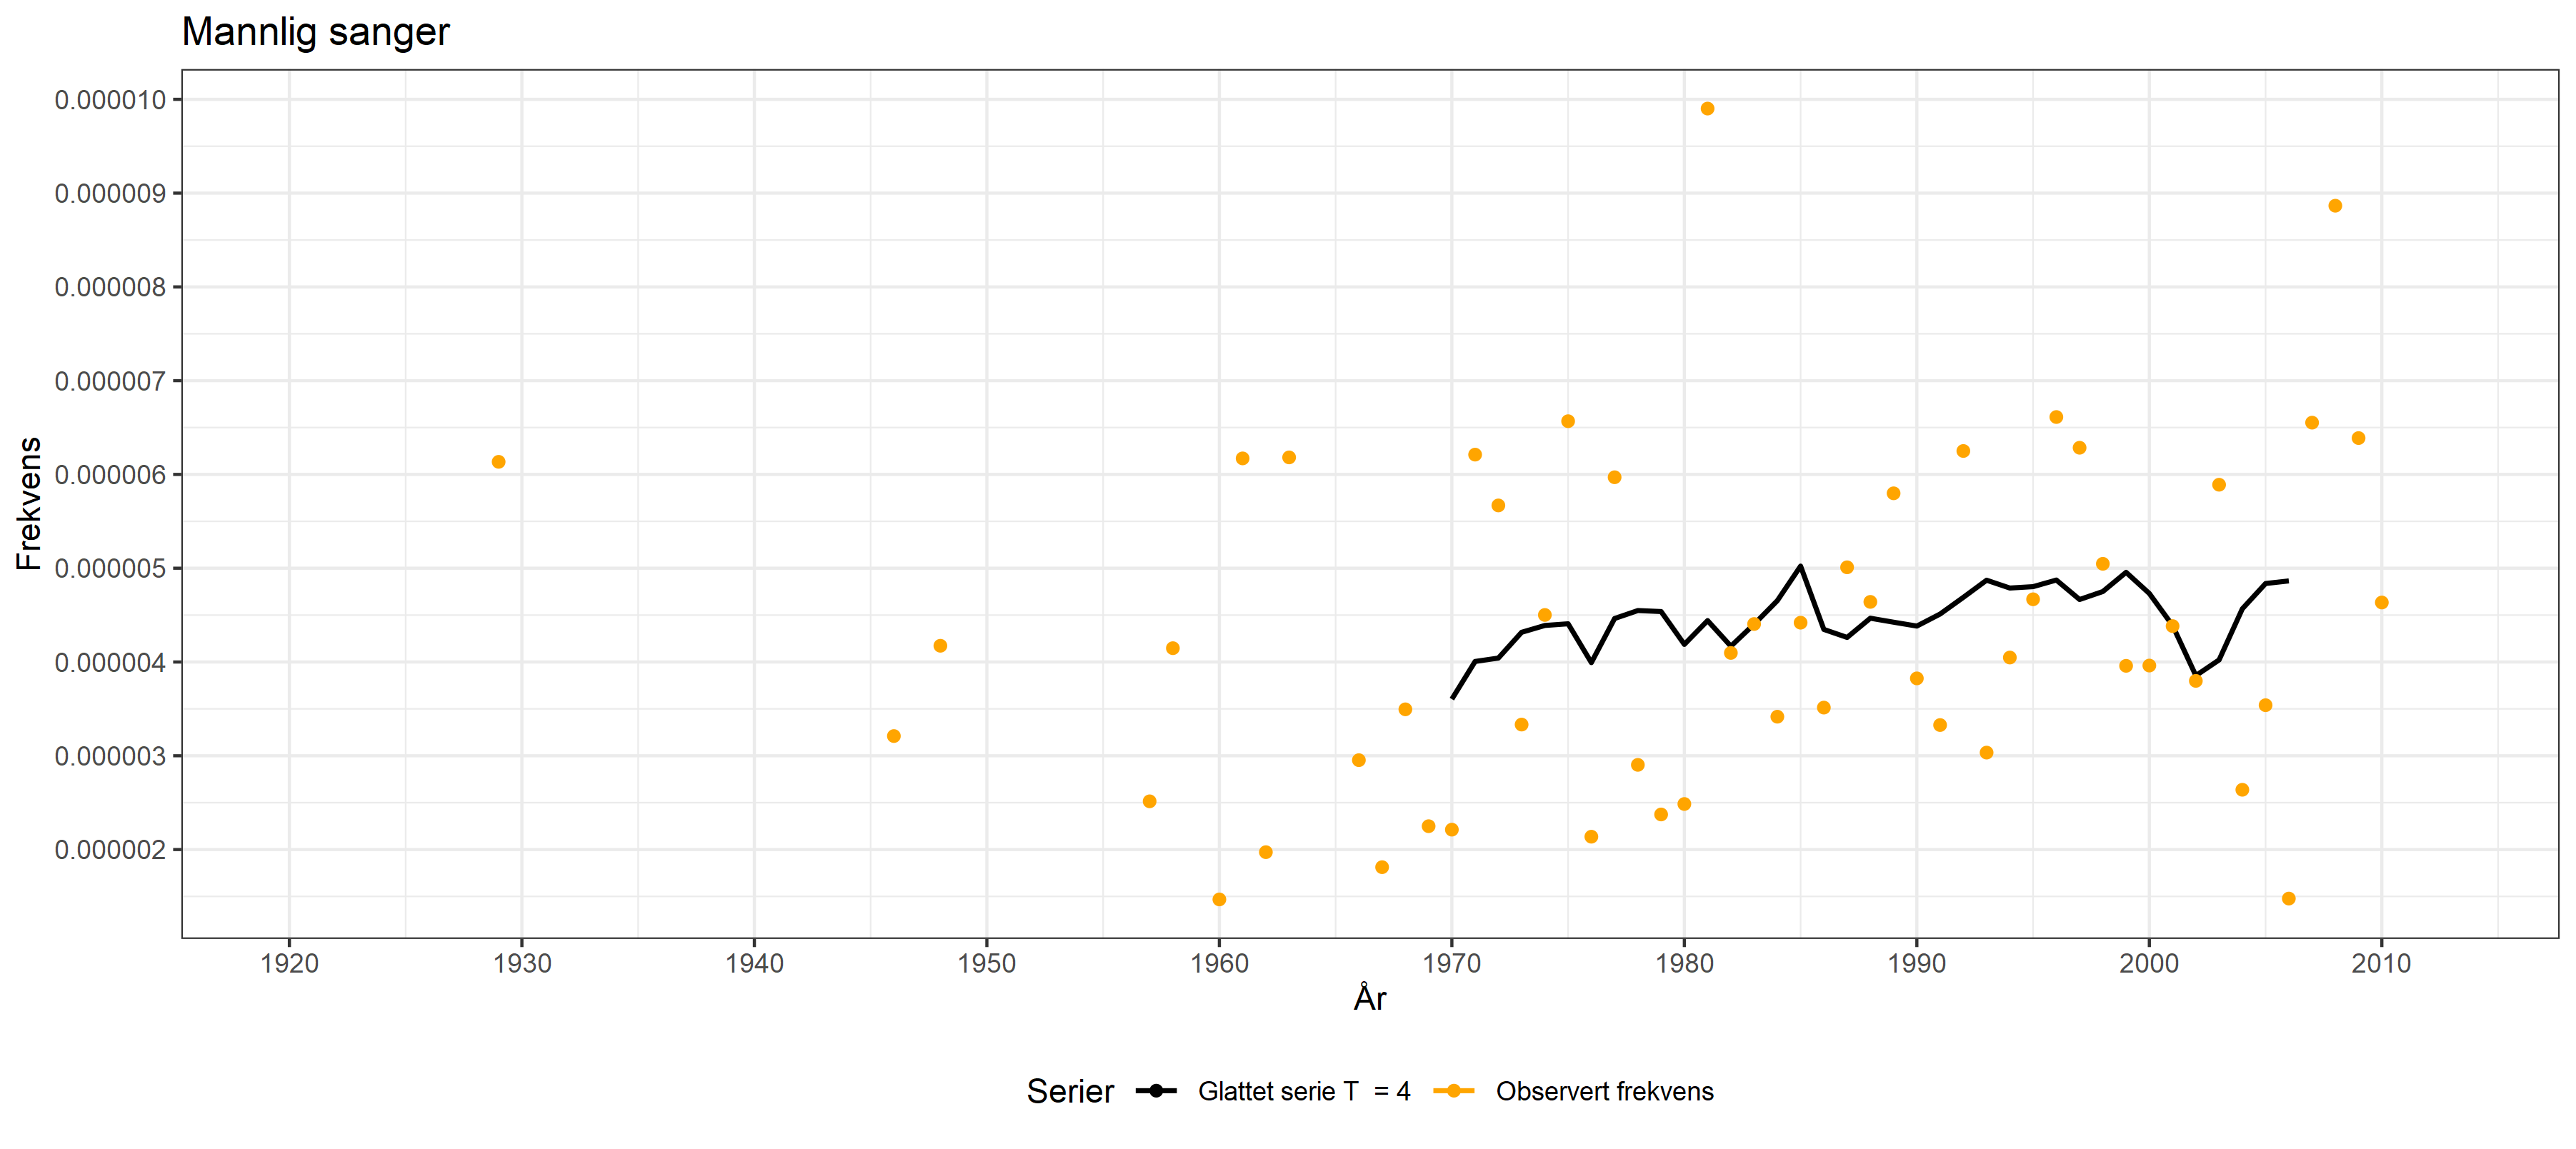 Mannlig sanger
0.000010
0.000009
0.000008
0.000007
0.000006
0.000005
0.000004
0.000003
0.000002
Frekvens
1920 1930 1940 1950 1960 1970 1980 1990 2000 2010
År
Serier Glattet serie T  = 4 Observert frekvens